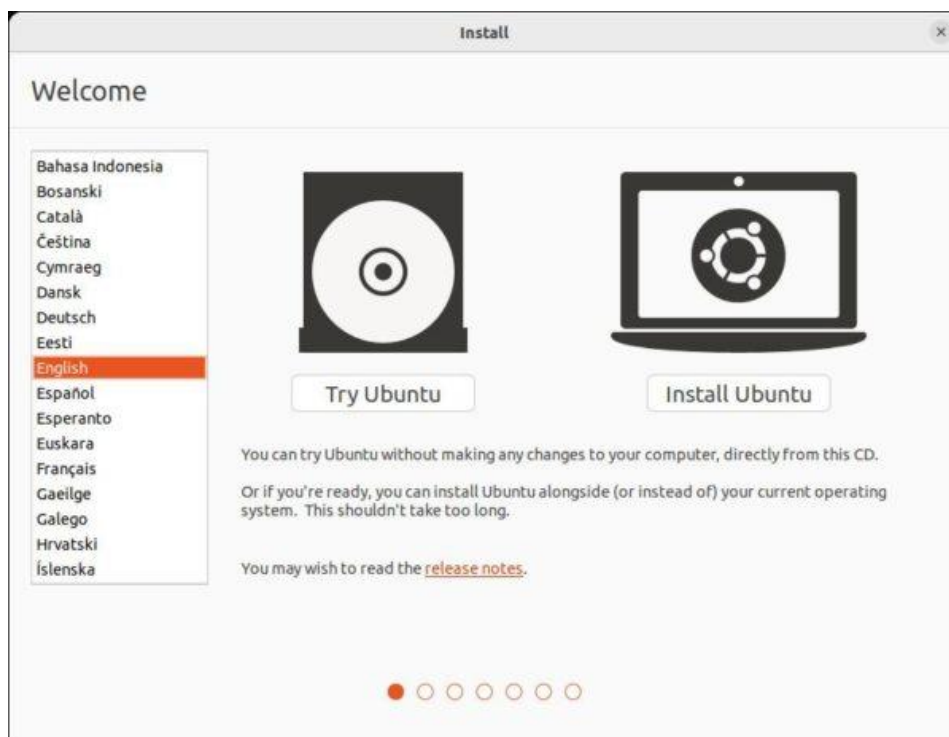 Install
Welcome
Bahasa Indonesia
Bosanski
Català
Čeština
Cymraeg
Dansk
Deutsch
Eesti
English
Español
Esperanto
Euskara
Français
Gaeilge
Galego
Hrvatski
Íslenska
Try Ubuntu
Install Ubuntu
You can try Ubuntu without making any changes to your computer, directly from this CD.
Or if you're ready, you can install Ubuntu alongside (or instead of) your current operating
system. This shouldn't take too long.
You may wish to read the release notes.